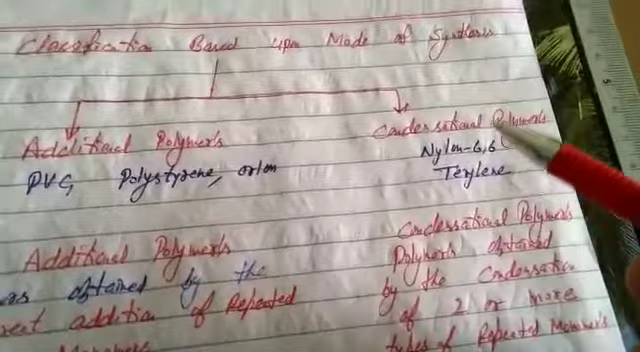 Classification Based upon Mode of Synthesis
Additional Polymers
PVC, Polystyrene, orlon
Condensational Polymers
Nylon-6,6
Terylene
Additional Polymers
as obtained by the
addition of Repeated
Condensational Polymers
Polymers obtained
by the Condensation
of 2 or more
types of Repeated Monomers